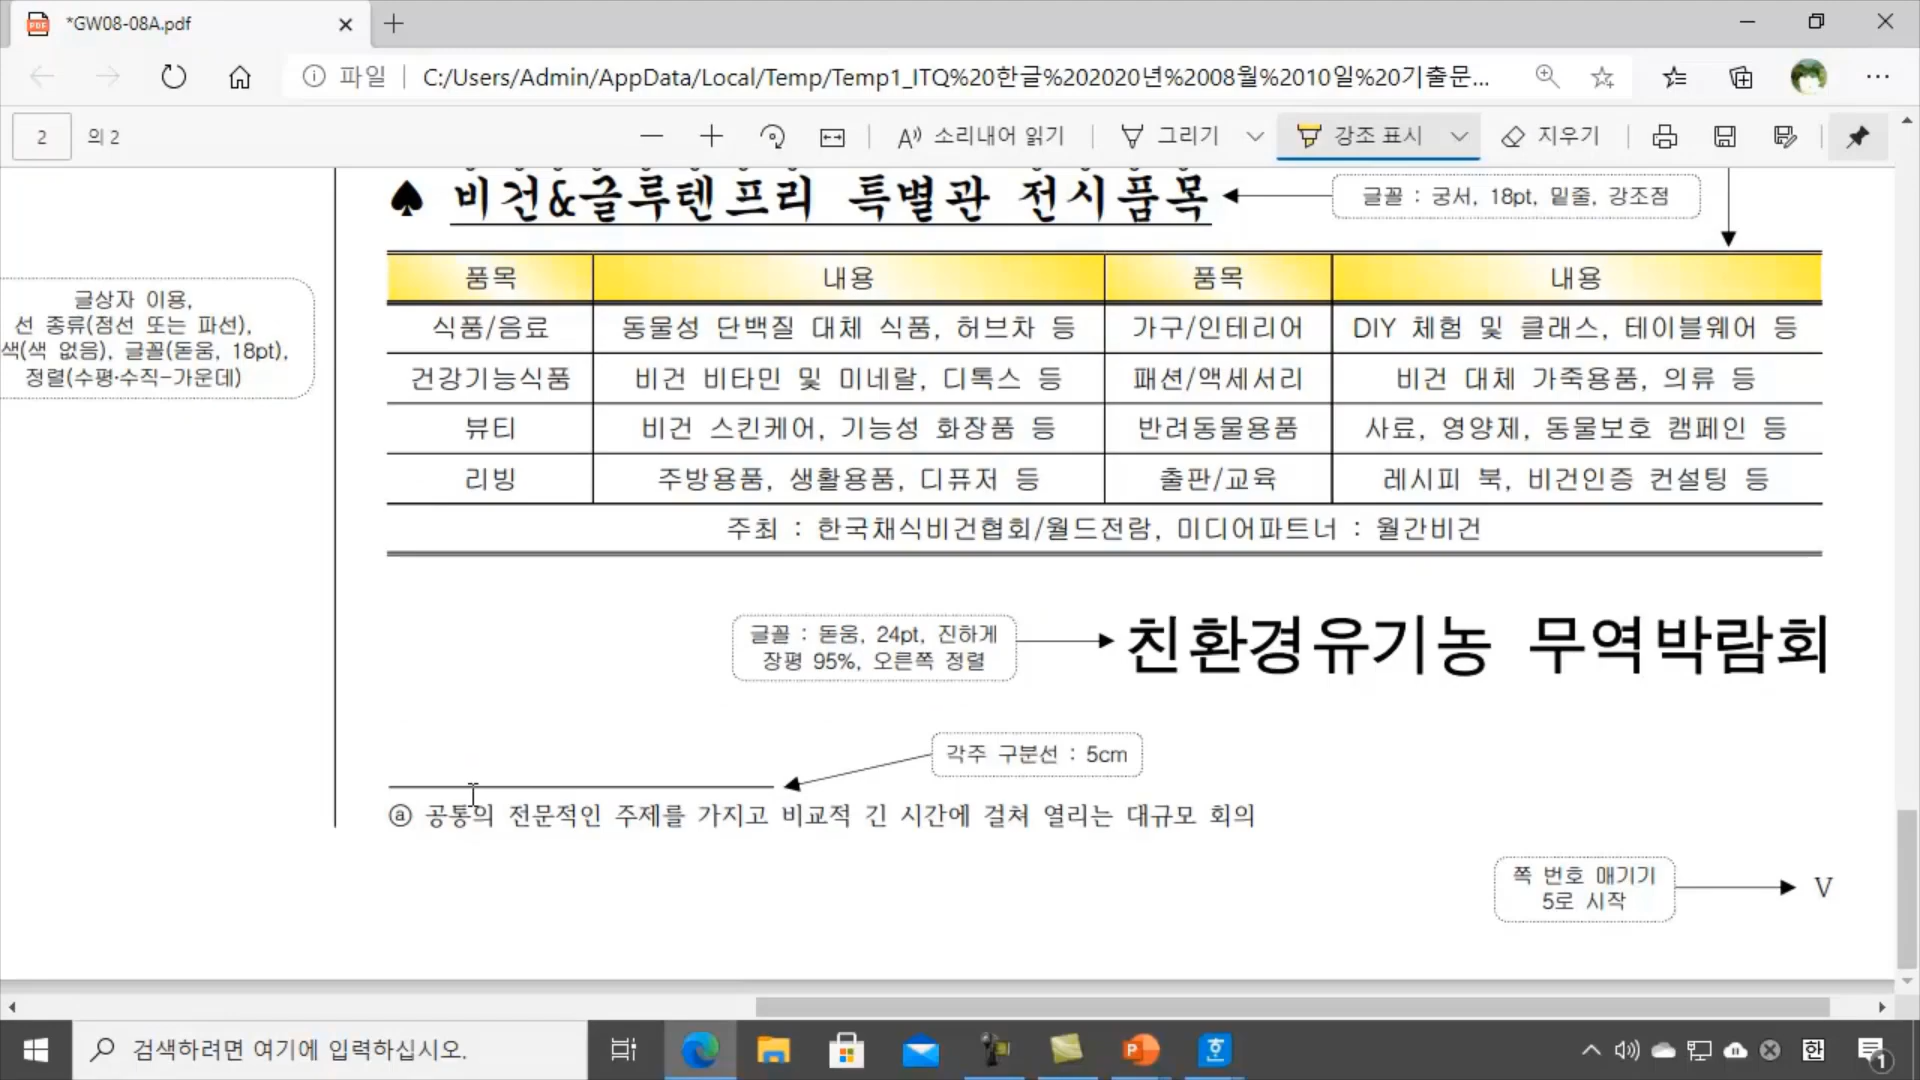 *GW08-08A.pdf
파일
C:/Users/Admin/AppData/Local/Temp/Temp1_ITQ%20한글%202020년%2008월%2010일%20기출문...
2
의 2
소리내어 읽기
그리기
강조 표시
지우기
♠ 비건&글루텐프리 특별관 전시품목
글꼴 : 궁서, 18pt, 밑줄, 강조점
글상자 이용,
선 종류(점선 또는 파선),
색(색 없음), 글꼴(돋움, 18pt),
정렬(수평·수직-가운데)
품목 내용 품목 내용
식품/음료 동물성 단백질 대체 식품, 허브차 등 가구/인테리어 DIY 체험 및 클래스, 테이블웨어 등
건강기능식품 비건 비타민 및 미네랄, 디톡스 등 패션/액세서리 비건 대체 가죽용품, 의류 등
뷰티 비건 스킨케어, 기능성 화장품 등 반려동물용품 사료, 영양제, 동물보호 캠페인 등
리빙 주방용품, 생활용품, 디퓨저 등 출판/교육 레시피 북, 비건인증 컨설팅 등
주최 : 한국채식비건협회/월드전람, 미디어파트너 : 월간비건
글꼴 : 돋움, 24pt, 진하게
장평 95%, 오른쪽 정렬
친환경유기농 무역박람회
각주 구분선 : 5cm
ⓐ 공통의 전문적인 주제를 가지고 비교적 긴 시간에 걸쳐 열리는 대규모 회의
쪽 번호 매기기
5로 시작
Ⅴ
검색하려면 여기에 입력하십시오.
한
1